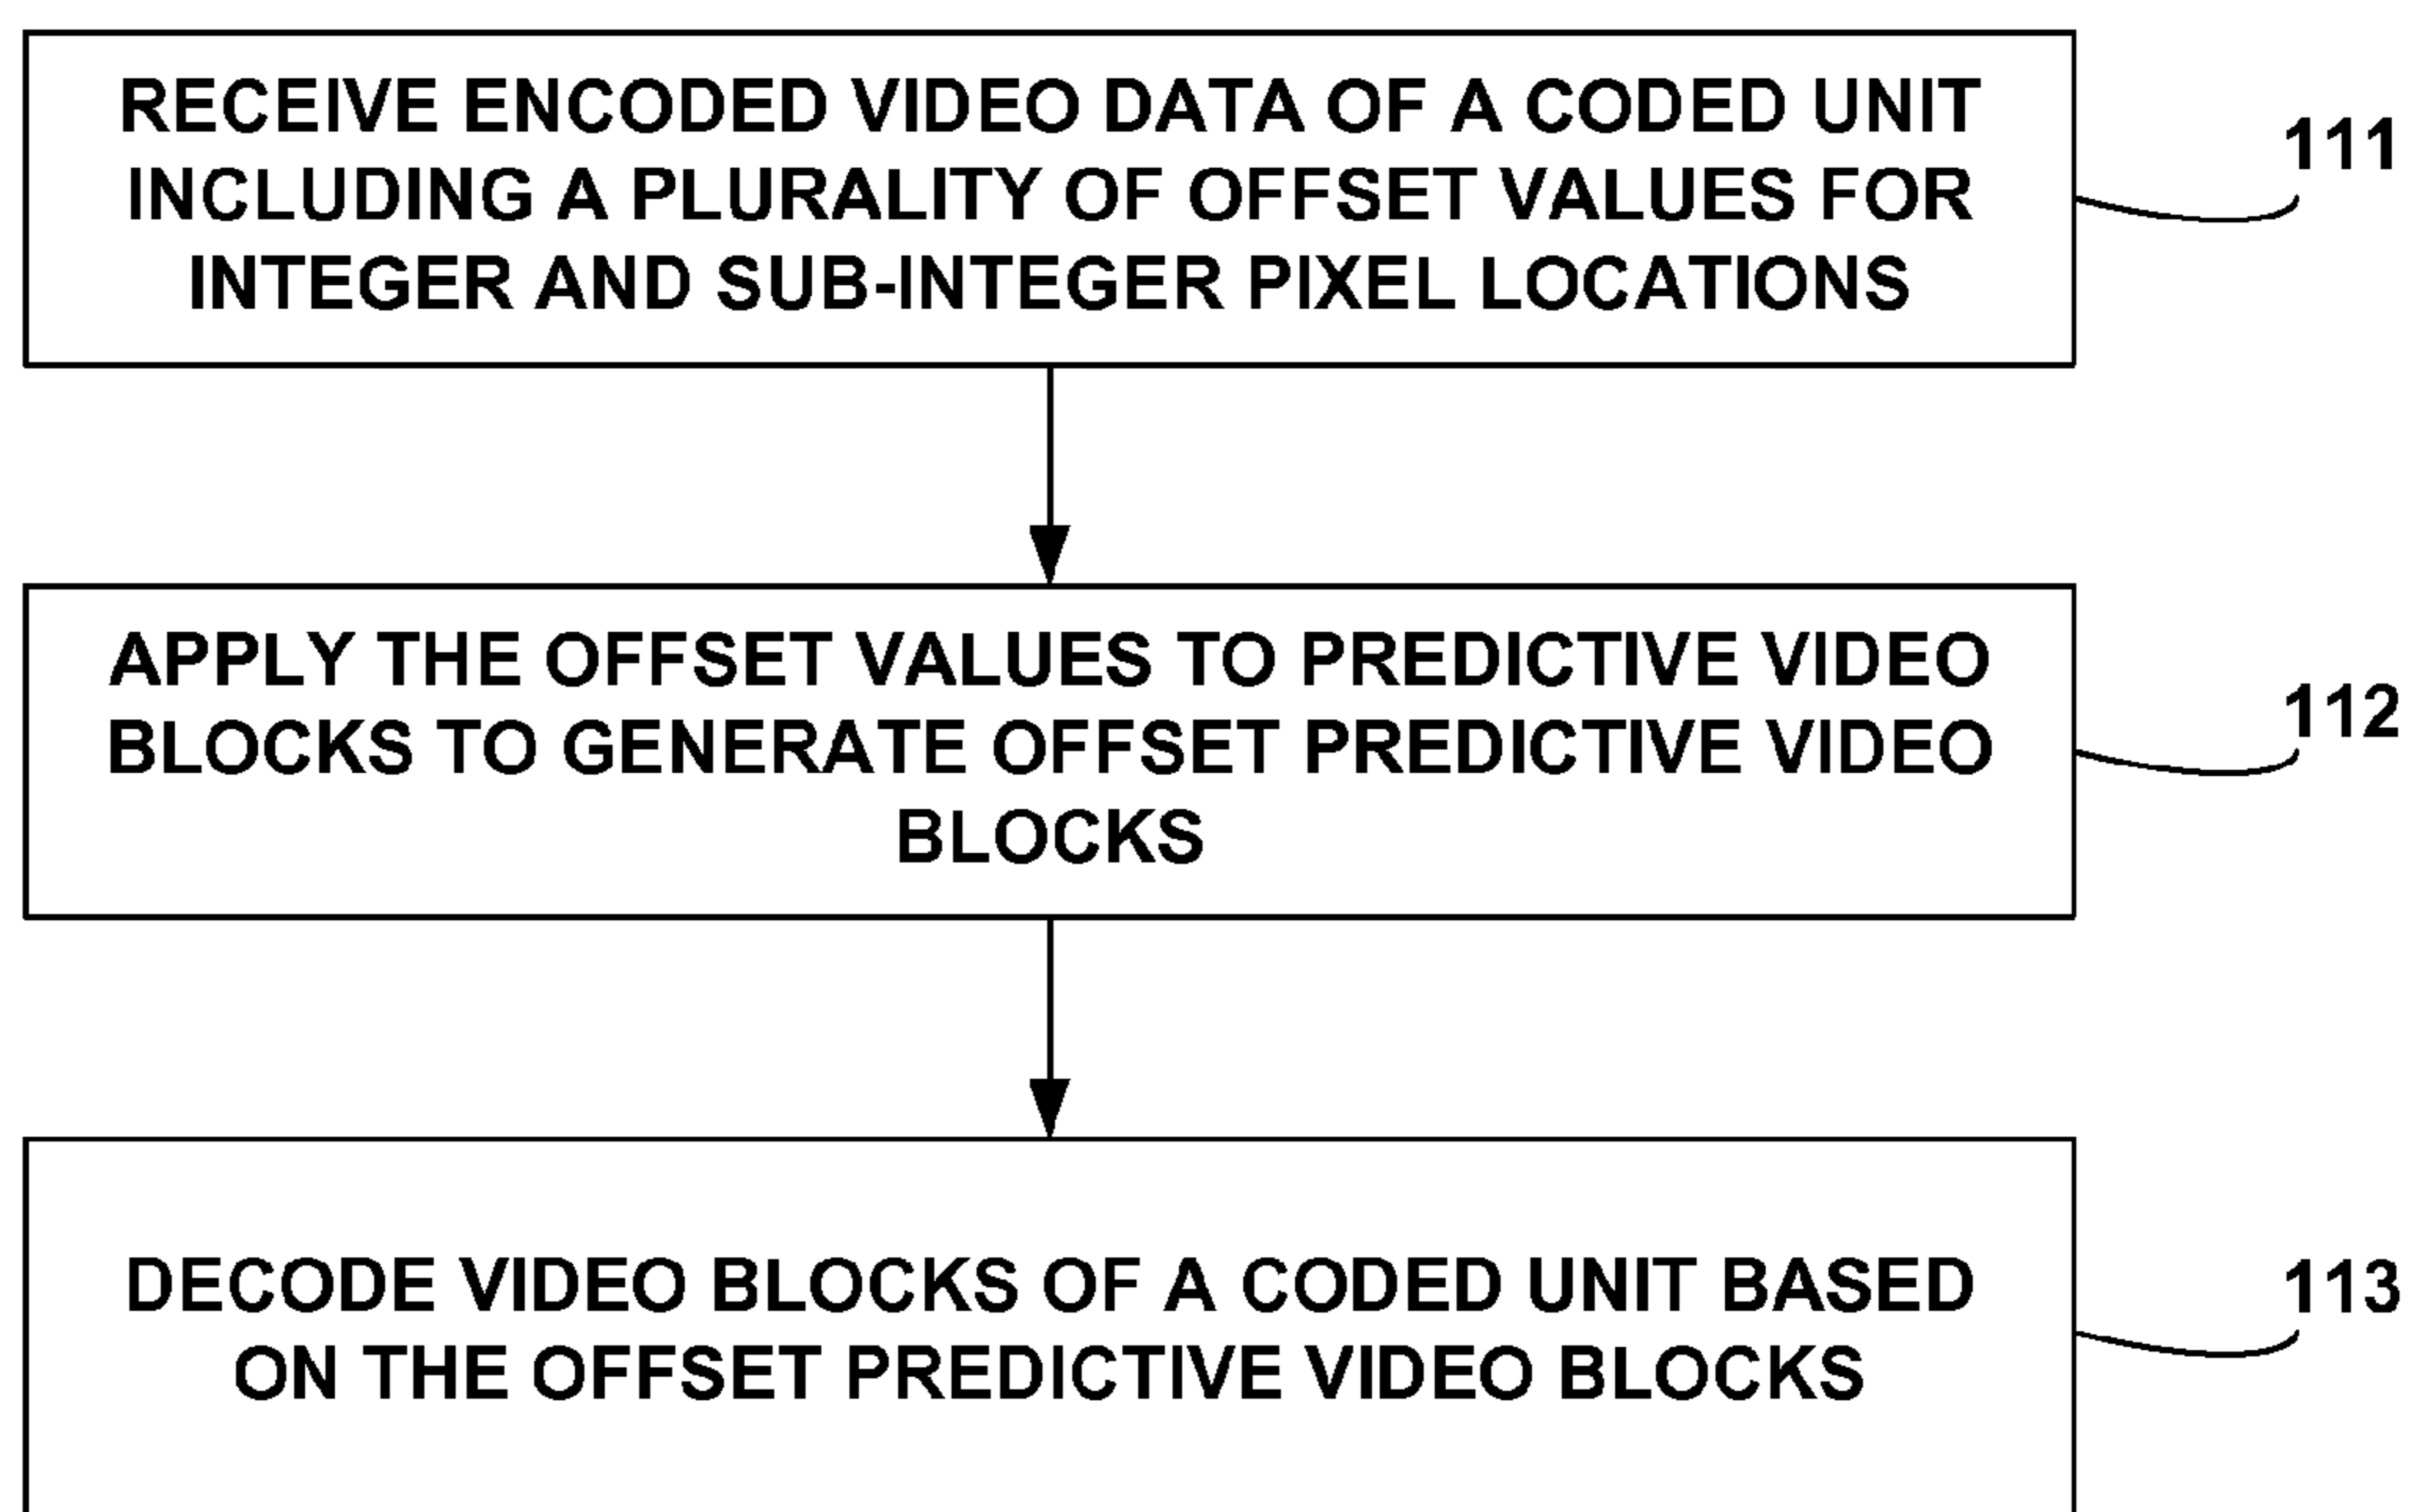 RECEIVE ENCODED VIDEO DATA OF A CODED UNIT
INCLUDING A PLURALITY OF OFFSET VALUES FOR
INTEGER AND SUB-INTEGER PIXEL LOCATIONS
111
APPLY THE OFFSET VALUES TO PREDICTIVE VIDEO
BLOCKS TO GENERATE OFFSET PREDICTIVE VIDEO
BLOCKS
112
DECODE VIDEO BLOCKS OF A CODED UNIT BASED
ON THE OFFSET PREDICTIVE VIDEO BLOCKS
113